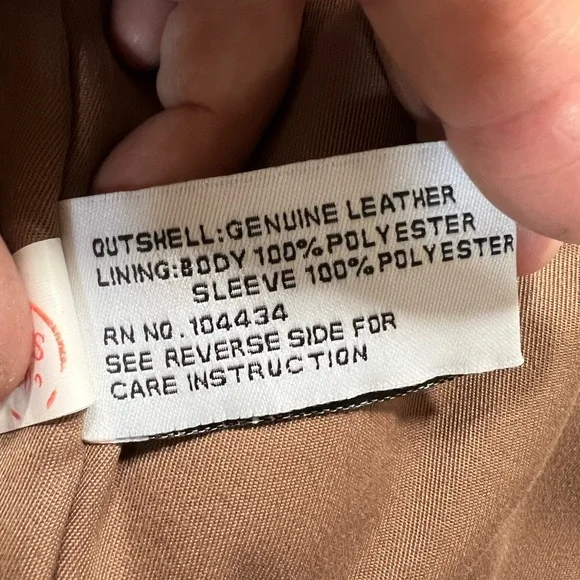 OUTSHELL:GENUINE LEATHER
LINING:BODY 100% POLYESTER
SLEEVE 100% POLYESTER
RN NO. 104434
SEE REVERSE SIDE FOR
CARE INSTRUCTION